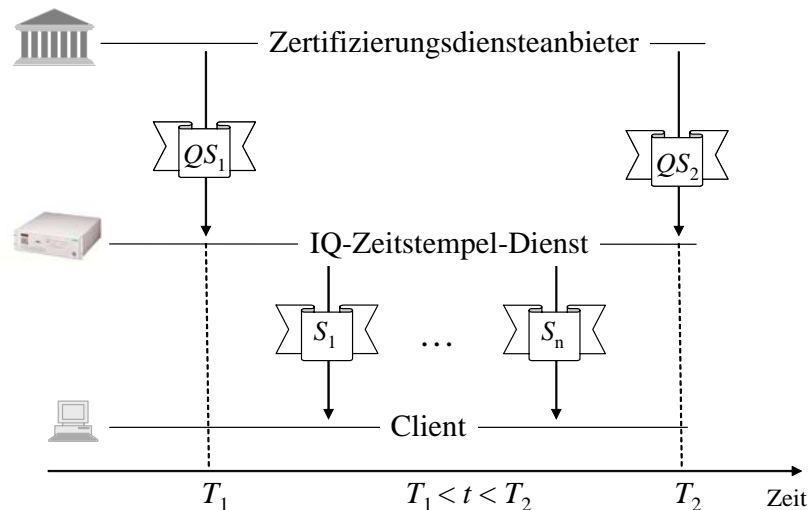 Zertifizierungsdiensteanbieter
QS₁
QS₂
IQ-Zeitstempel-Dienst
S₁ … Sₙ
Client
T₁ T₁ < t < T₂ T₂ Zeit